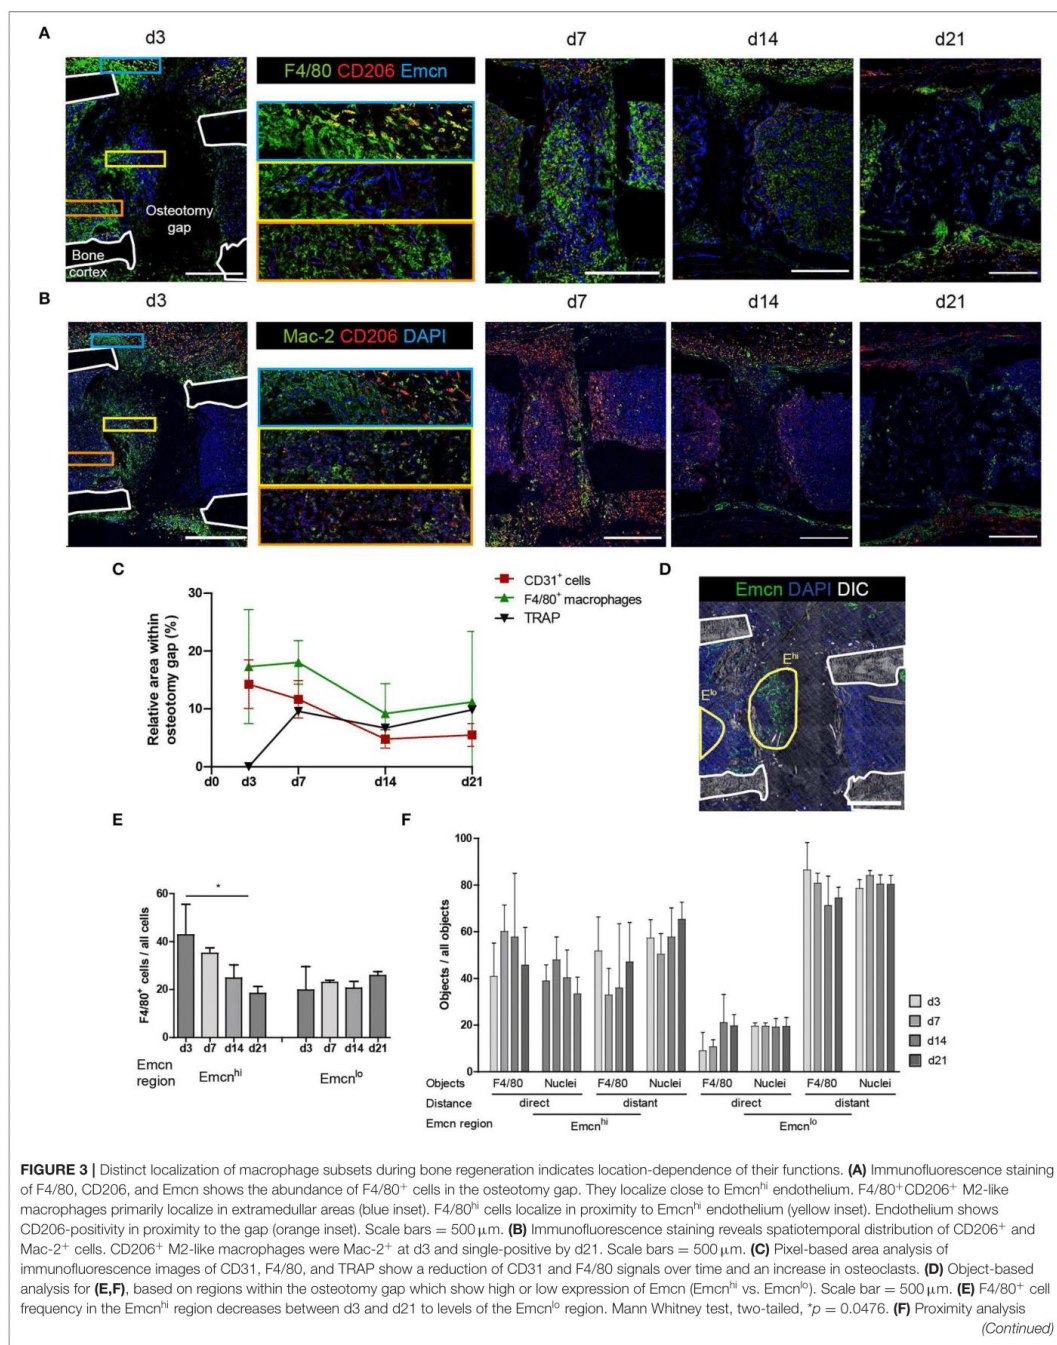 A
d3
d7
d14
d21
F4/80 CD206 Emcn
Osteotomy
gap
Bone
cortex
B
d3
d7
d14
d21
Mac-2 CD206 DAPI
C
Relative area within
osteotomy gap (%)
30
20
10
0
d0 d3 d7 d14 d21
CD31⁺ cells
F4/80⁺ macrophages
TRAP
D
Emcn DAPI DIC
Eʰⁱ
Eˡᵒ
E
F4/80⁺ cells / all cells
60
40
20
0
*
d3 d7 d14 d21 d3 d7 d14 d21
Emcn
region
Emcnʰⁱ Emcnˡᵒ
F
Objects / all objects
100
80
60
40
20
0
d3
d7
d14
d21
Objects F4/80 Nuclei F4/80 Nuclei F4/80 Nuclei F4/80 Nuclei
Distance direct distant direct distant
Emcn region Emcnʰⁱ Emcnˡᵒ
FIGURE 3 | Distinct localization of macrophage subsets during bone regeneration indicates location-dependence of their functions. (A) Immunofluorescence staining
of F4/80, CD206, and Emcn shows the abundance of F4/80⁺ cells in the osteotomy gap. They localize close to Emcnʰⁱ endothelium. F4/80⁺CD206⁺ M2-like
macrophages primarily localize in extramedullar areas (blue inset). F4/80ʰⁱ cells localize in proximity to Emcnʰⁱ endothelium (yellow inset). Endothelium shows
CD206-positivity in proximity to the gap (orange inset). Scale bars = 500 μm. (B) Immunofluorescence staining reveals spatiotemporal distribution of CD206⁺ and
Mac-2⁺ cells. CD206⁺ M2-like macrophages were Mac-2⁺ at d3 and single-positive by d21. Scale bars = 500 μm. (C) Pixel-based area analysis of
immunofluorescence images of CD31, F4/80, and TRAP show a reduction of CD31 and F4/80 signals over time and an increase in osteoclasts. (D) Object-based
analysis for (E,F), based on regions within the osteotomy gap which show high or low expression of Emcn (Emcnʰⁱ vs. Emcnˡᵒ). Scale bar = 500 μm. (E) F4/80⁺ cell
frequency in the Emcnʰⁱ region decreases between d3 and d21 to levels of the Emcnˡᵒ region. Mann Whitney test, two-tailed, *p = 0.0476. (F) Proximity analysis
(Continued)